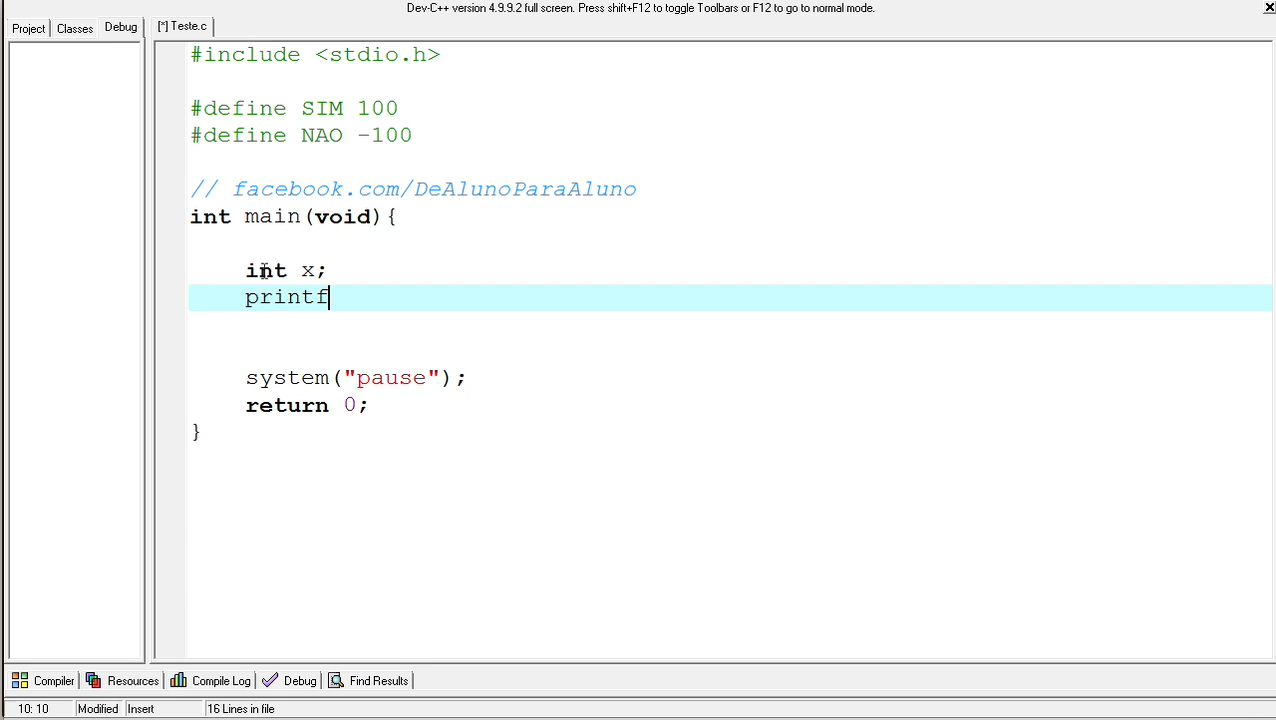 Dev-C++ version 4.9.9.2 full screen. Press shift+F12 to toggle Toolbars or F12 to go to normal mode.
Project Classes Debug [*] Teste.c
#include <stdio.h>
#define SIM 100
#define NAO -100
// facebook.com/DeAlunoParaAluno
int main(void){
int x;
printf
system("pause");
return 0;
}
Compiler Resources Compile Log Debug Find Results
10: 10 Modified Insert 16 Lines in file